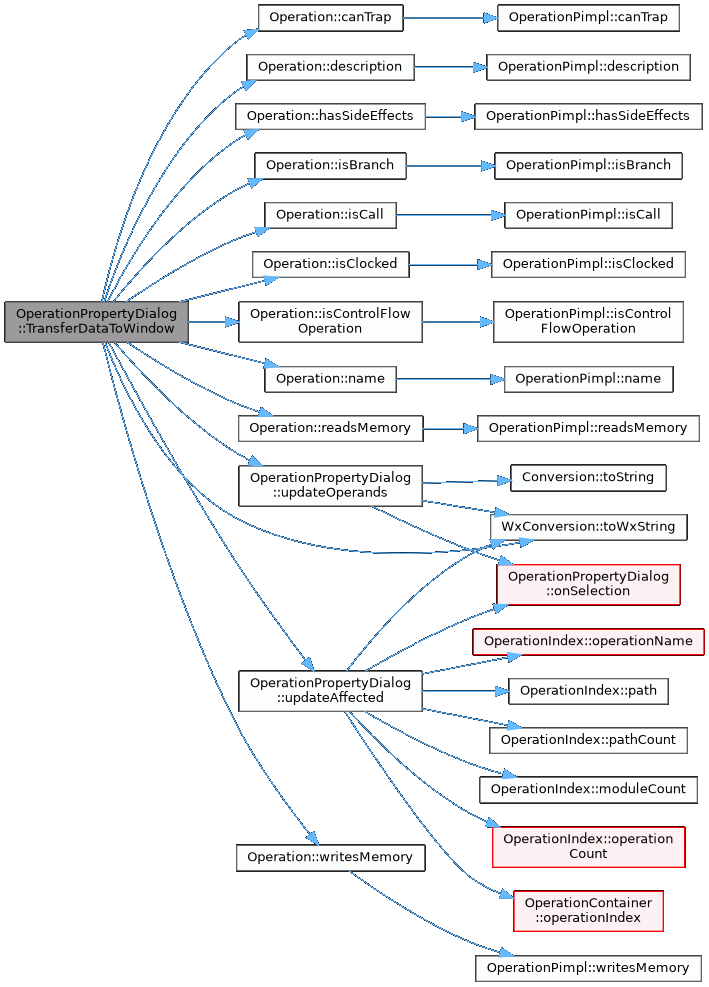 Operation::canTrap
OperationPimpl::canTrap
Operation::description
OperationPimpl::description
Operation::hasSideEffects
OperationPimpl::hasSideEffects
Operation::isBranch
OperationPimpl::isBranch
Operation::isCall
OperationPimpl::isCall
Operation::isClocked
OperationPimpl::isClocked
OperationPropertyDialog
::TransferDataToWindow
Operation::isControlFlow
Operation
OperationPimpl::isControl
FlowOperation
Operation::name
OperationPimpl::name
Operation::readsMemory
OperationPimpl::readsMemory
OperationPropertyDialog
::updateOperands
Conversion::toString
WxConversion::toWxString
OperationPropertyDialog
::onSelection
OperationIndex::operationName
OperationPropertyDialog
::updateAffected
OperationIndex::path
OperationIndex::pathCount
OperationIndex::moduleCount
OperationIndex::operation
Count
Operation::writesMemory
OperationContainer
::operationIndex
OperationPimpl::writesMemory